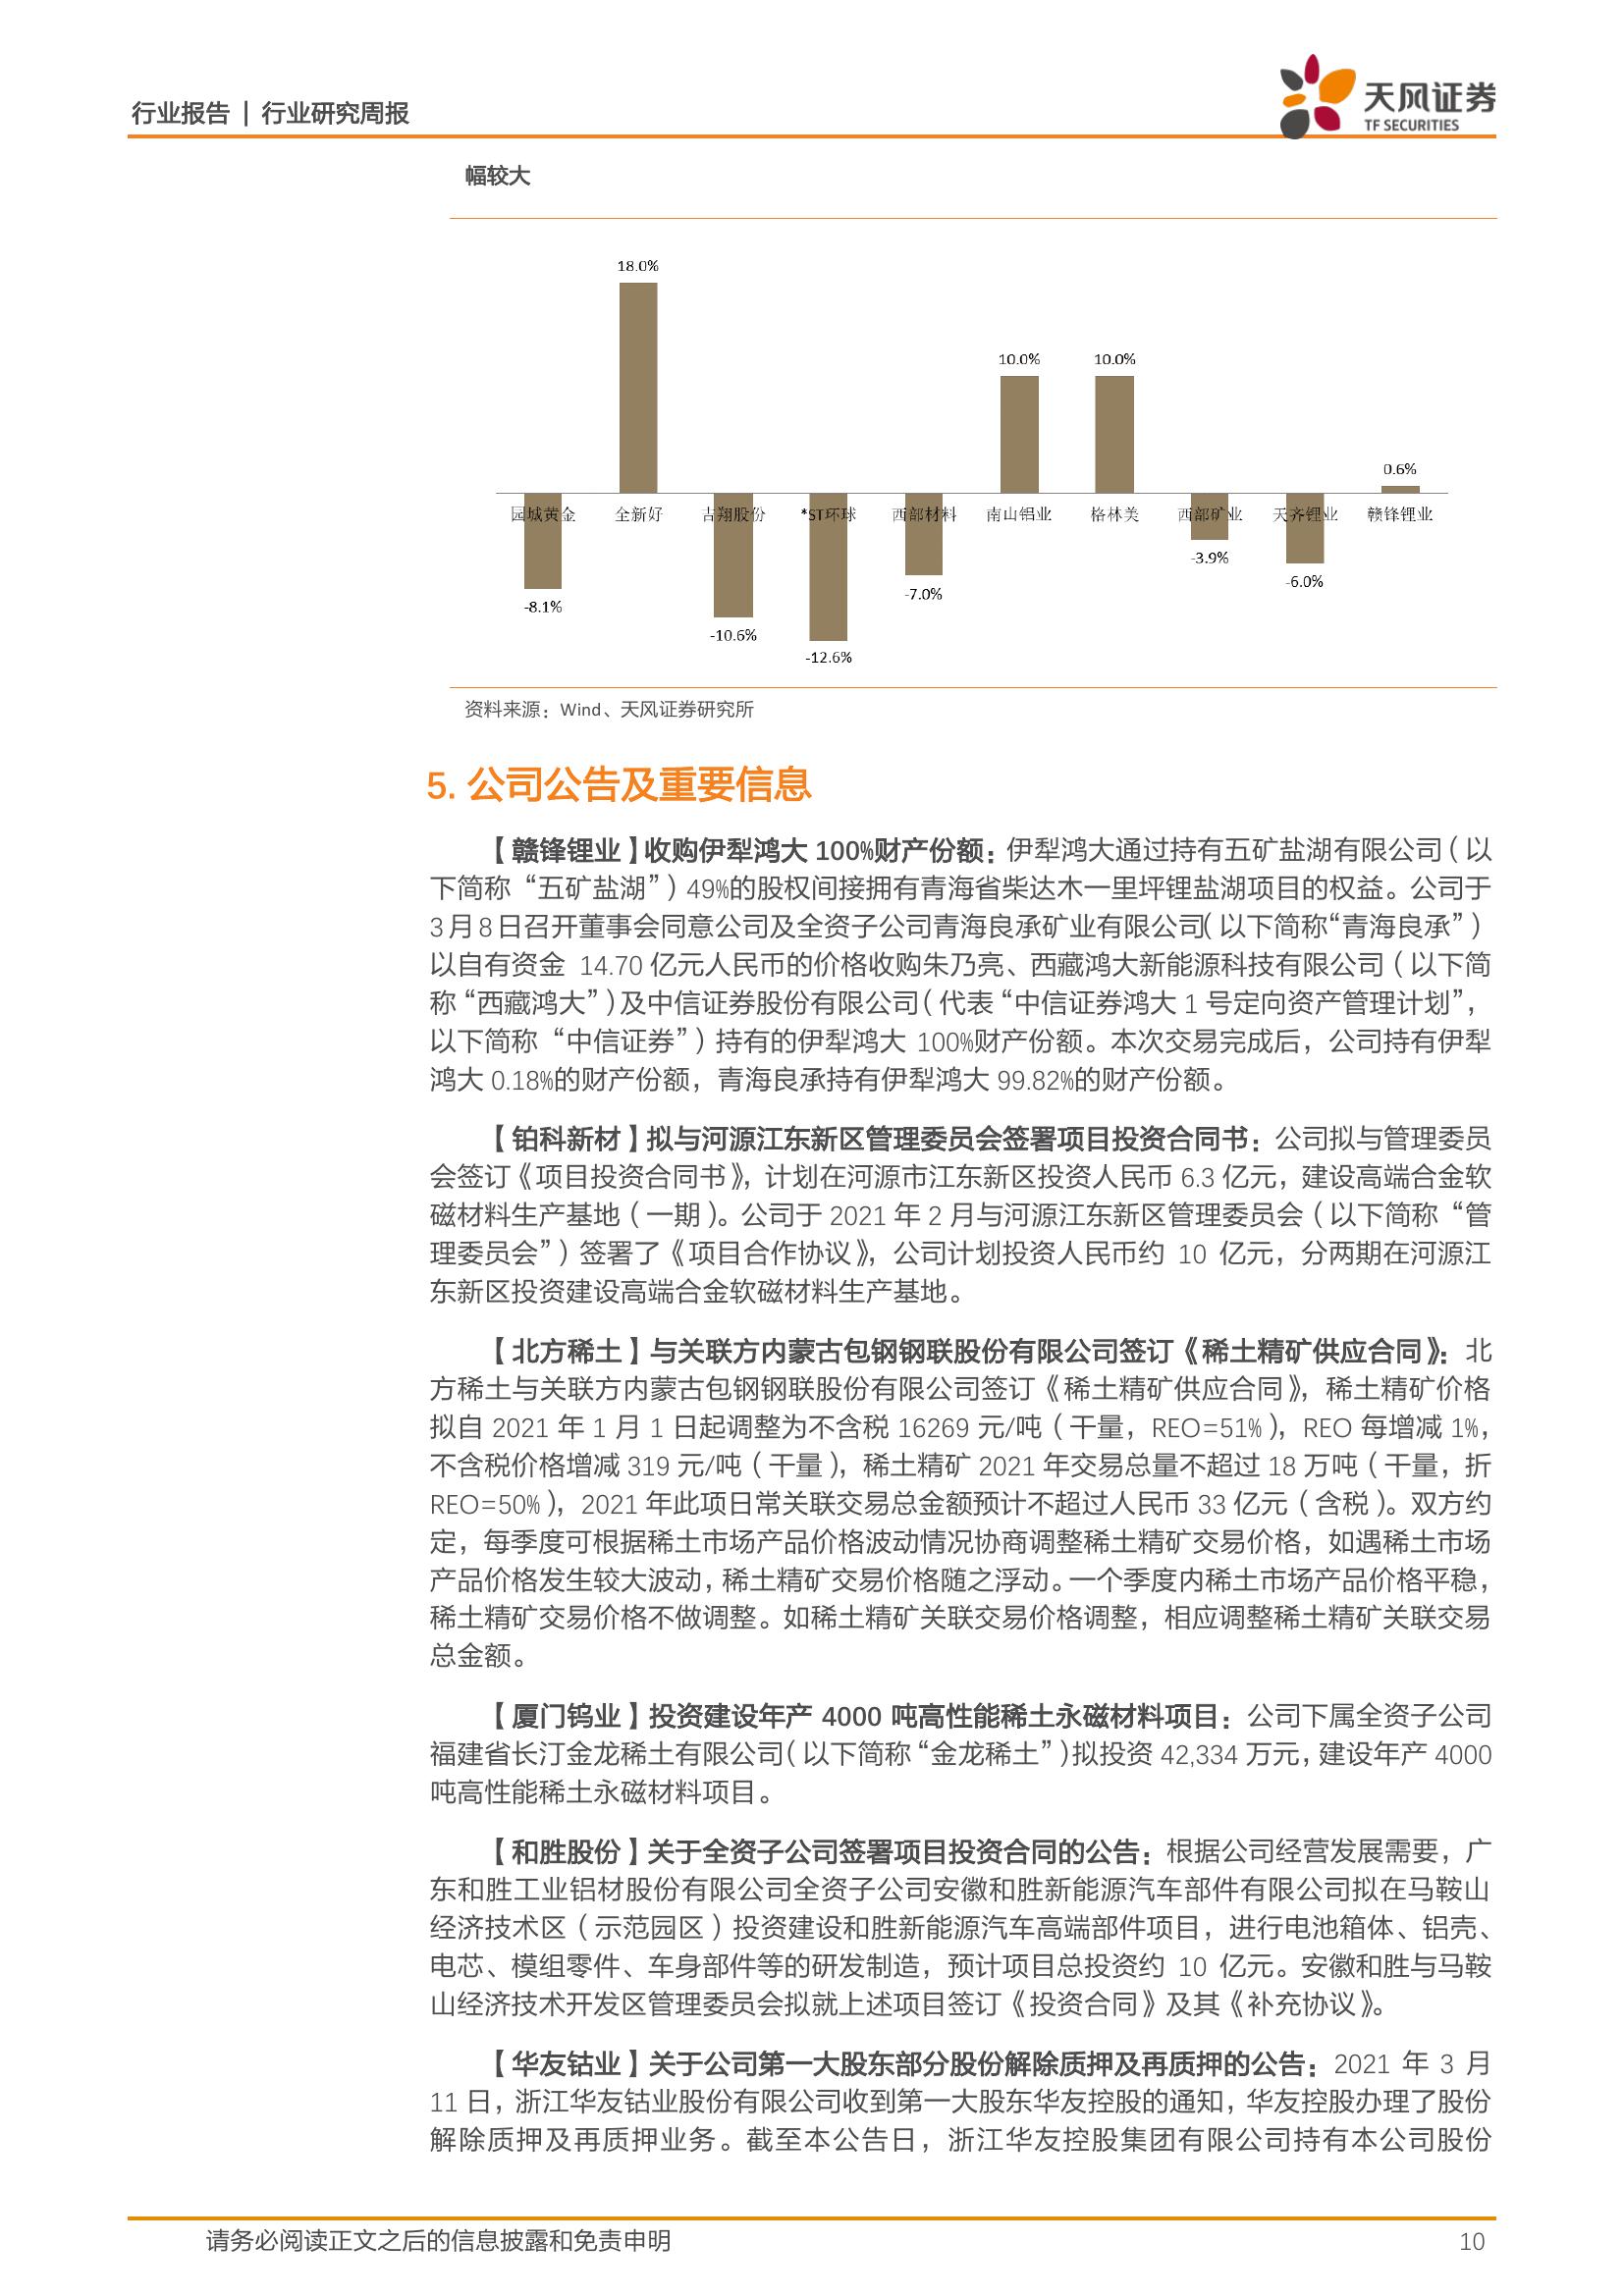 行业报告 | 行业研究周报
天风证券
TF SECURITIES
幅较大
18.0%
10.0%
10.0%
0.6%
园城黄金
全新好
吉翔股份
*ST环球
西部材料
南山铝业
格林美
西部矿业
天齐锂业
赣锋锂业
-8.1%
-10.6%
-12.6%
-7.0%
-3.9%
-6.0%
资料来源：Wind、天风证券研究所
5. 公司公告及重要信息
【赣锋锂业】收购伊犁鸿大 100%财产份额：伊犁鸿大通过持有五矿盐湖有限公司（以
下简称“五矿盐湖”）49%的股权间接拥有青海省柴达木一里坪锂盐湖项目的权益。公司于
3 月 8 日召开董事会同意公司及全资子公司青海良承矿业有限公司（以下简称“青海良承”）
以自有资金 14.70 亿元人民币的价格收购朱乃亮、西藏鸿大新能源科技有限公司（以下简
称“西藏鸿大”）及中信证券股份有限公司（代表“中信证券鸿大 1 号定向资产管理计划”，
以下简称“中信证券”）持有的伊犁鸿大 100%财产份额。本次交易完成后，公司持有伊犁
鸿大 0.18%的财产份额，青海良承持有伊犁鸿大 99.82%的财产份额。
【铂科新材】拟与河源江东新区管理委员会签署项目投资合同书：公司拟与管理委员
会签订《项目投资合同书》，计划在河源市江东新区投资人民币 6.3 亿元，建设高端合金软
磁材料生产基地（一期）。公司于 2021 年 2 月与河源江东新区管理委员会（以下简称“管
理委员会”）签署了《项目合作协议》，公司计划投资人民币约 10 亿元，分两期在河源江
东新区投资建设高端合金软磁材料生产基地。
【北方稀土】与关联方内蒙古包钢钢联股份有限公司签订《稀土精矿供应合同》：北
方稀土与关联方内蒙古包钢钢联股份有限公司签订《稀土精矿供应合同》，稀土精矿价格
拟自 2021 年 1 月 1 日起调整为不含税 16269 元/吨（干量，REO=51%），REO 每增减 1%，
不含税价格增减 319 元/吨（干量），稀土精矿 2021 年交易总量不超过 18 万吨（干量，折
REO=50%），2021 年此项日常关联交易总金额预计不超过人民币 33 亿元（含税）。双方约
定，每季度可根据稀土市场产品价格波动情况协商调整稀土精矿交易价格，如遇稀土市场
产品价格发生较大波动，稀土精矿交易价格随之浮动。一个季度内稀土市场产品价格平稳，
稀土精矿交易价格不做调整。如稀土精矿关联交易价格调整，相应调整稀土精矿关联交易
总金额。
【厦门钨业】投资建设年产 4000 吨高性能稀土永磁材料项目：公司下属全资子公司
福建省长汀金龙稀土有限公司（以下简称“金龙稀土”）拟投资 42,334 万元，建设年产 4000
吨高性能稀土永磁材料项目。
【和胜股份】关于全资子公司签署项目投资合同的公告：根据公司经营发展需要，广
东和胜工业铝材股份有限公司全资子公司安徽和胜新能源汽车部件有限公司拟在马鞍山
经济技术区（示范园区）投资建设和胜新能源汽车高端部件项目，进行电池箱体、铝壳、
电芯、模组零件、车身部件等的研发制造，预计项目总投资约 10 亿元。安徽和胜与马鞍
山经济技术开发区管理委员会拟就上述项目签订《投资合同》及其《补充协议》。
【华友钴业】关于公司第一大股东部分股份解除质押及再质押的公告：2021 年 3 月
11 日，浙江华友钴业股份有限公司收到第一大股东华友控股的通知，华友控股办理了股份
解除质押及再质押业务。截至本公告日，浙江华友控股集团有限公司持有本公司股份
请务必阅读正文之后的信息披露和免责申明
10